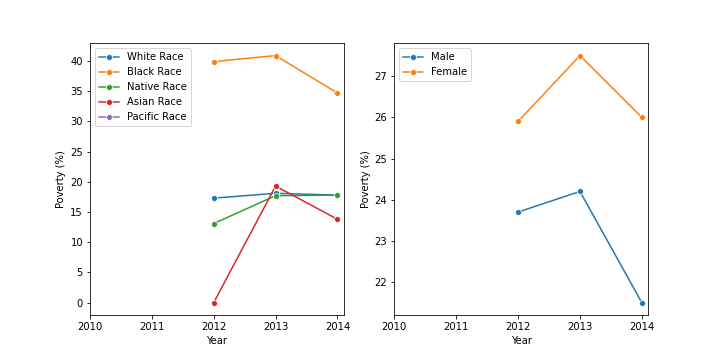 White Race
Black Race
Native Race
Asian Race
Pacific Race
40
35
30
25
20
15
10
5
0
Poverty (%)
2010 2011 2012 2013 2014
Year
Male
Female
27
26
25
24
23
22
Poverty (%)
2010 2011 2012 2013 2014
Year